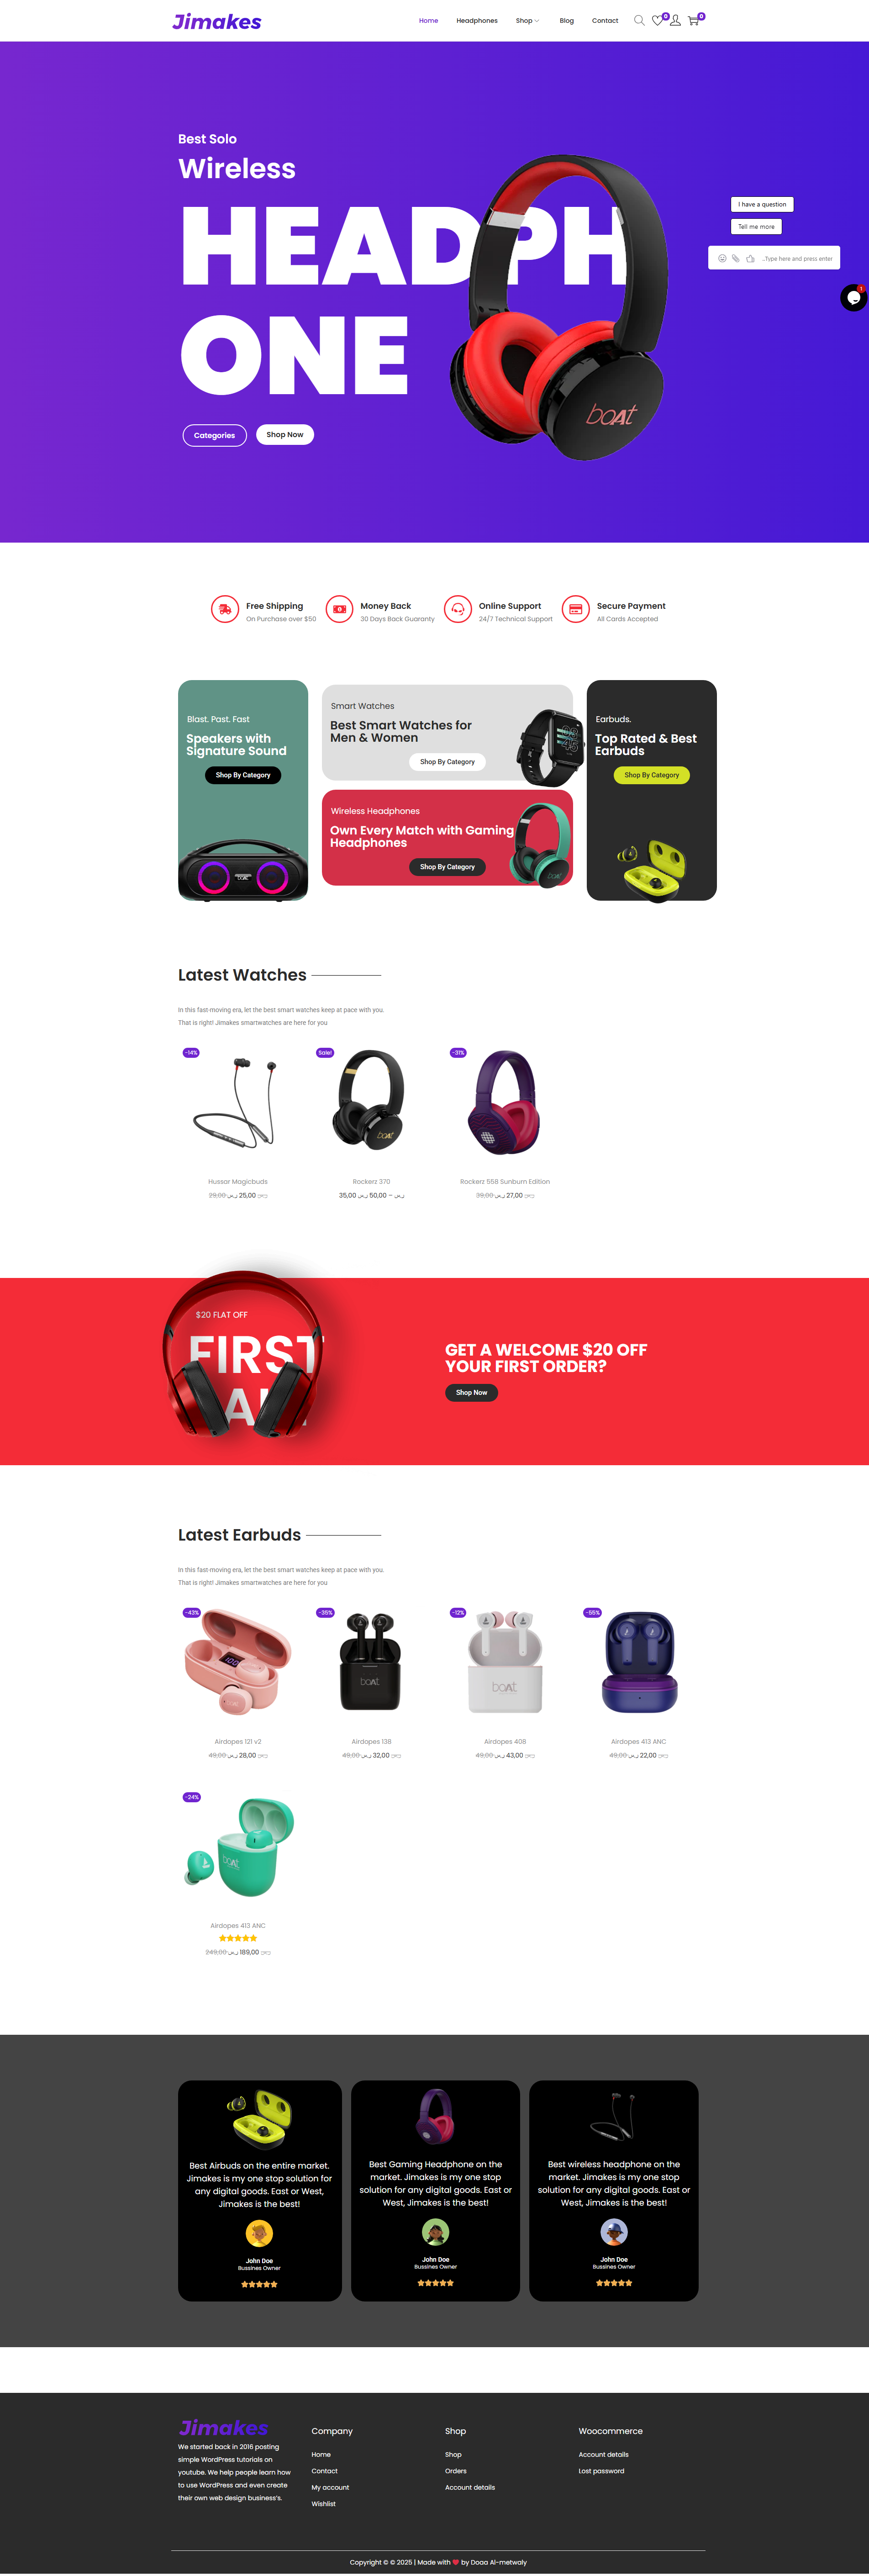 Jimakes
Home Headphones Shop Blog Contact 0 0
Best Solo
Wireless
HEADPH
ONE
boAt
Categories Shop Now
I have a question
Tell me more
..Type here and press enter
1
Free Shipping
On Purchase over $50
Money Back
30 Days Back Guaranty
Online Support
24/7 Technical Support
Secure Payment
All Cards Accepted
Blast. Past. Fast
Speakers with
Signature Sound
Shop By Category
Smart Watches
Best Smart Watches for
Men & Women
Shop By Category
Wireless Headphones
Own Every Match with Gaming
Headphones
Shop By Category
Earbuds.
Top Rated & Best
Earbuds
Shop By Category
Latest Watches
In this fast-moving era, let the best smart watches keep at pace with you.
That is right! Jimakes smartwatches are here for you
-14%
Hussar Magicbuds
29,00 ر.س 25,00 ر.س
Sale!
boAt
Rockerz 370
35,00 ر.س 50,00 – ر.س
-31%
Rockerz 558 Sunburn Edition
39,00 ر.س 27,00 ر.س
$20 FLAT OFF
FIRST
GET A WELCOME $20 OFF
YOUR FIRST ORDER?
Shop Now
Latest Earbuds
In this fast-moving era, let the best smart watches keep at pace with you.
That is right! Jimakes smartwatches are here for you
-43%
Airdopes 121 v2
49,00 ر.س 28,00 ر.س
-35%
boAt
Airdopes 138
49,00 ر.س 32,00 ر.س
-12%
boAt
Airdopes 408
49,00 ر.س 43,00 ر.س
-55%
Airdopes 413 ANC
49,00 ر.س 22,00 ر.س
-24%
boAt
Airdopes 413 ANC
249,00 ر.س 189,00 ر.س
Best Airbuds on the entire market.
Jimakes is my one stop solution for
any digital goods. East or West,
Jimakes is the best!
John Doe
Bussines Owner
Best Gaming Headphone on the
market. Jimakes is my one stop
solution for any digital goods. East or
West, Jimakes is the best!
John Doe
Bussines Owner
Best wireless headphone on the
market. Jimakes is my one stop
solution for any digital goods. East or
West, Jimakes is the best!
John Doe
Bussines Owner
Jimakes
We started back in 2016 posting
simple WordPress tutorials on
youtube. We help people learn how
to use WordPress and even create
their own web design business's.
Company
Home
Contact
My account
Wishlist
Shop
Shop
Orders
Account details
Woocommerce
Account details
Lost password
Copyright © © 2025 | Made with ❤ by Doaa Al-metwaly